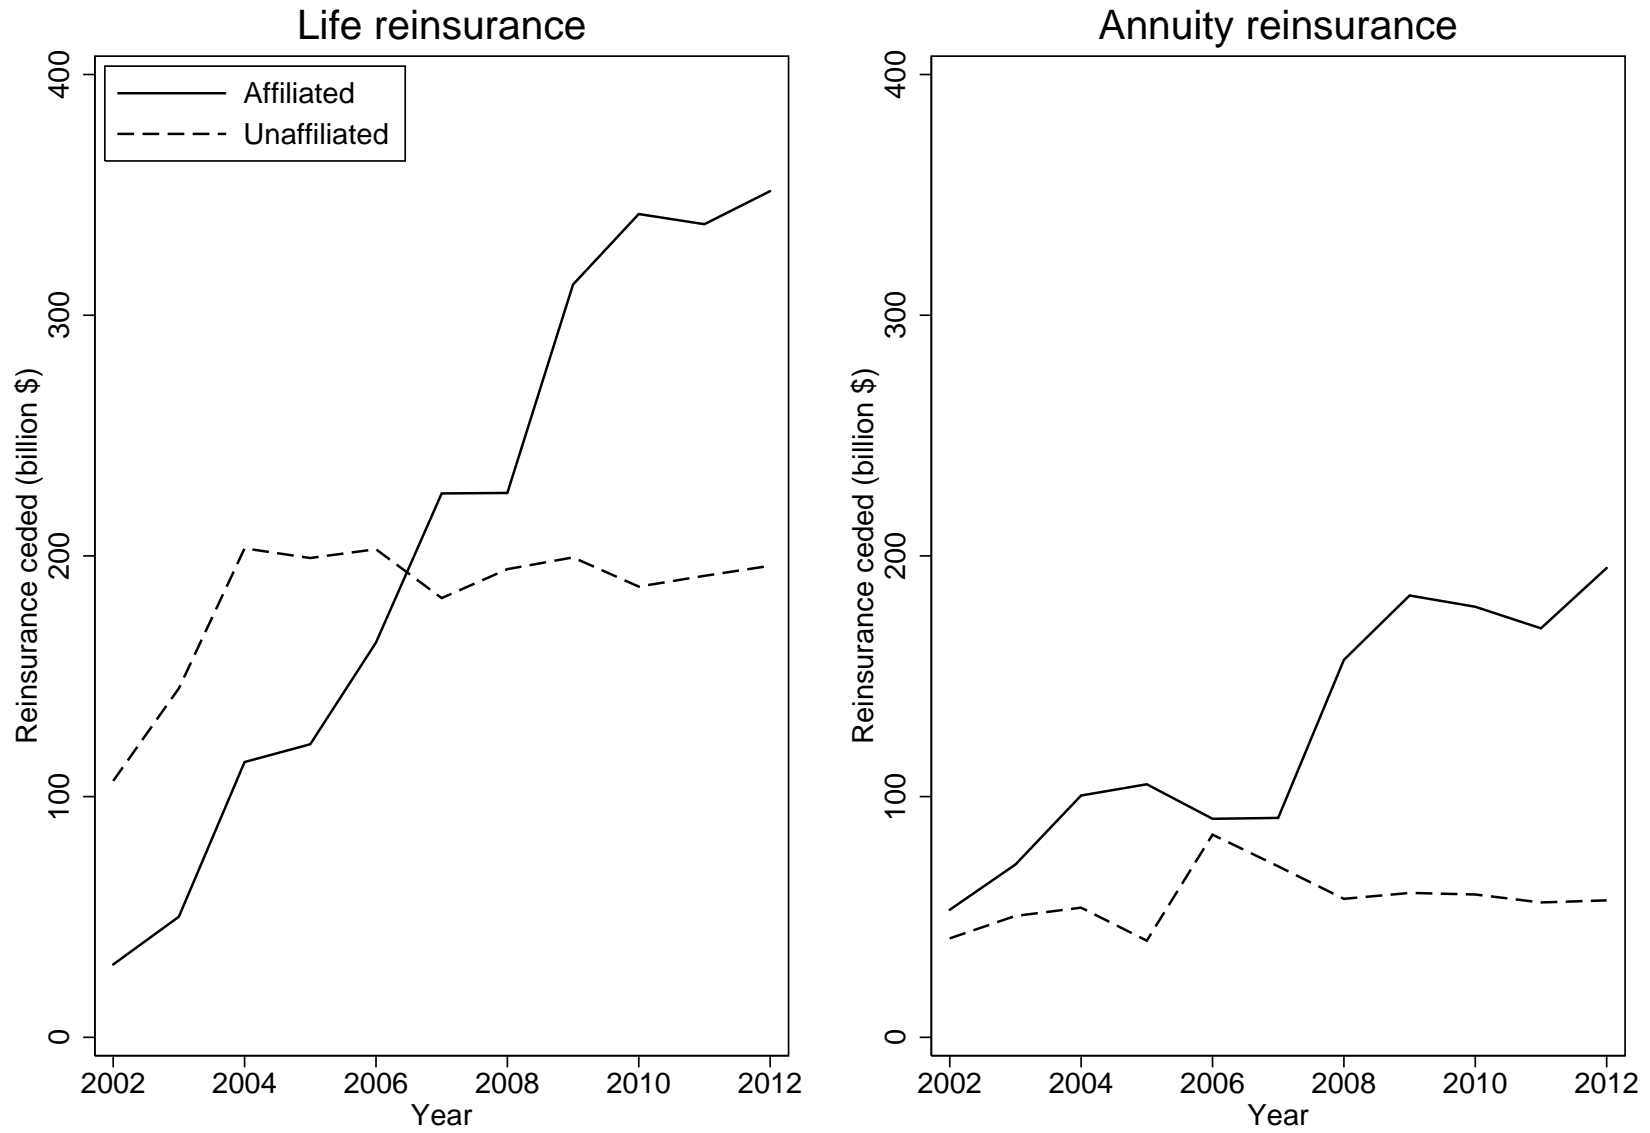 Life reinsurance
Affiliated
Unaffiliated
Reinsurance ceded (billion $)
400
300
200
100
0
2002 2004 2006 2008 2010 2012
Year
Annuity reinsurance
Reinsurance ceded (billion $)
400
300
200
100
0
2002 2004 2006 2008 2010 2012
Year